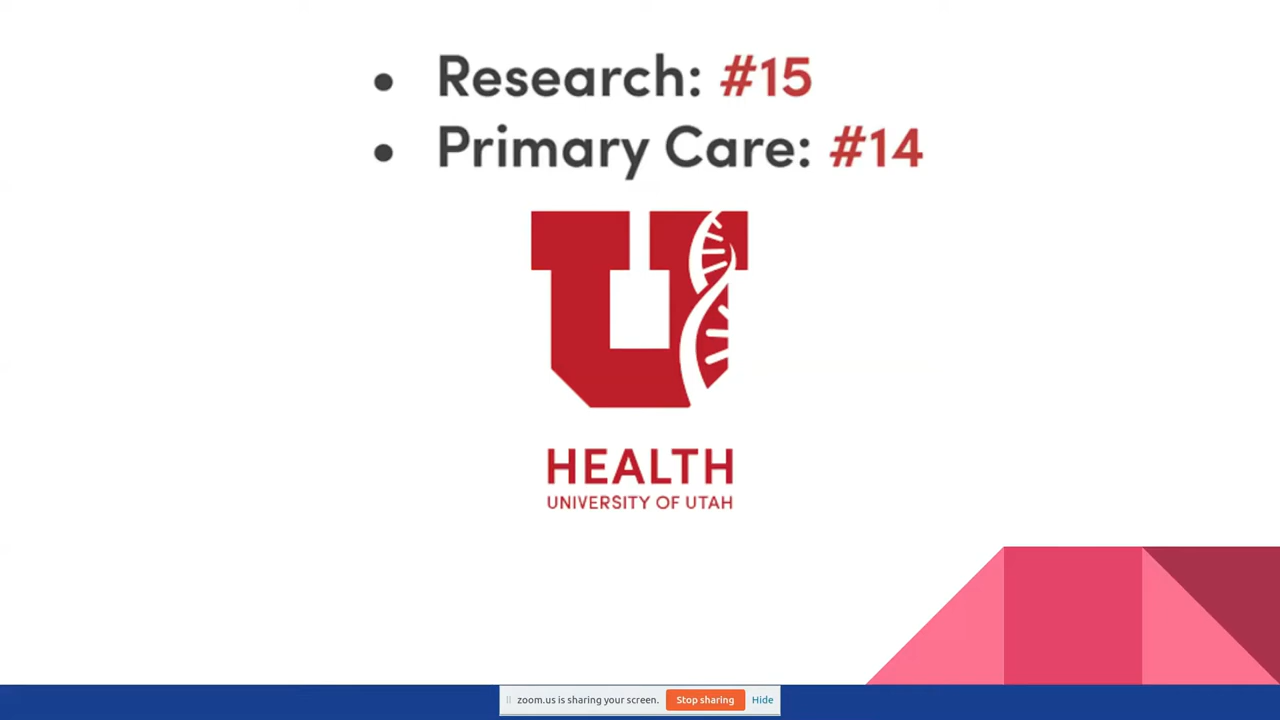 • Research: #15
• Primary Care: #14
U
HEALTH
UNIVERSITY OF UTAH
zoom.us is sharing your screen. Stop sharing Hide